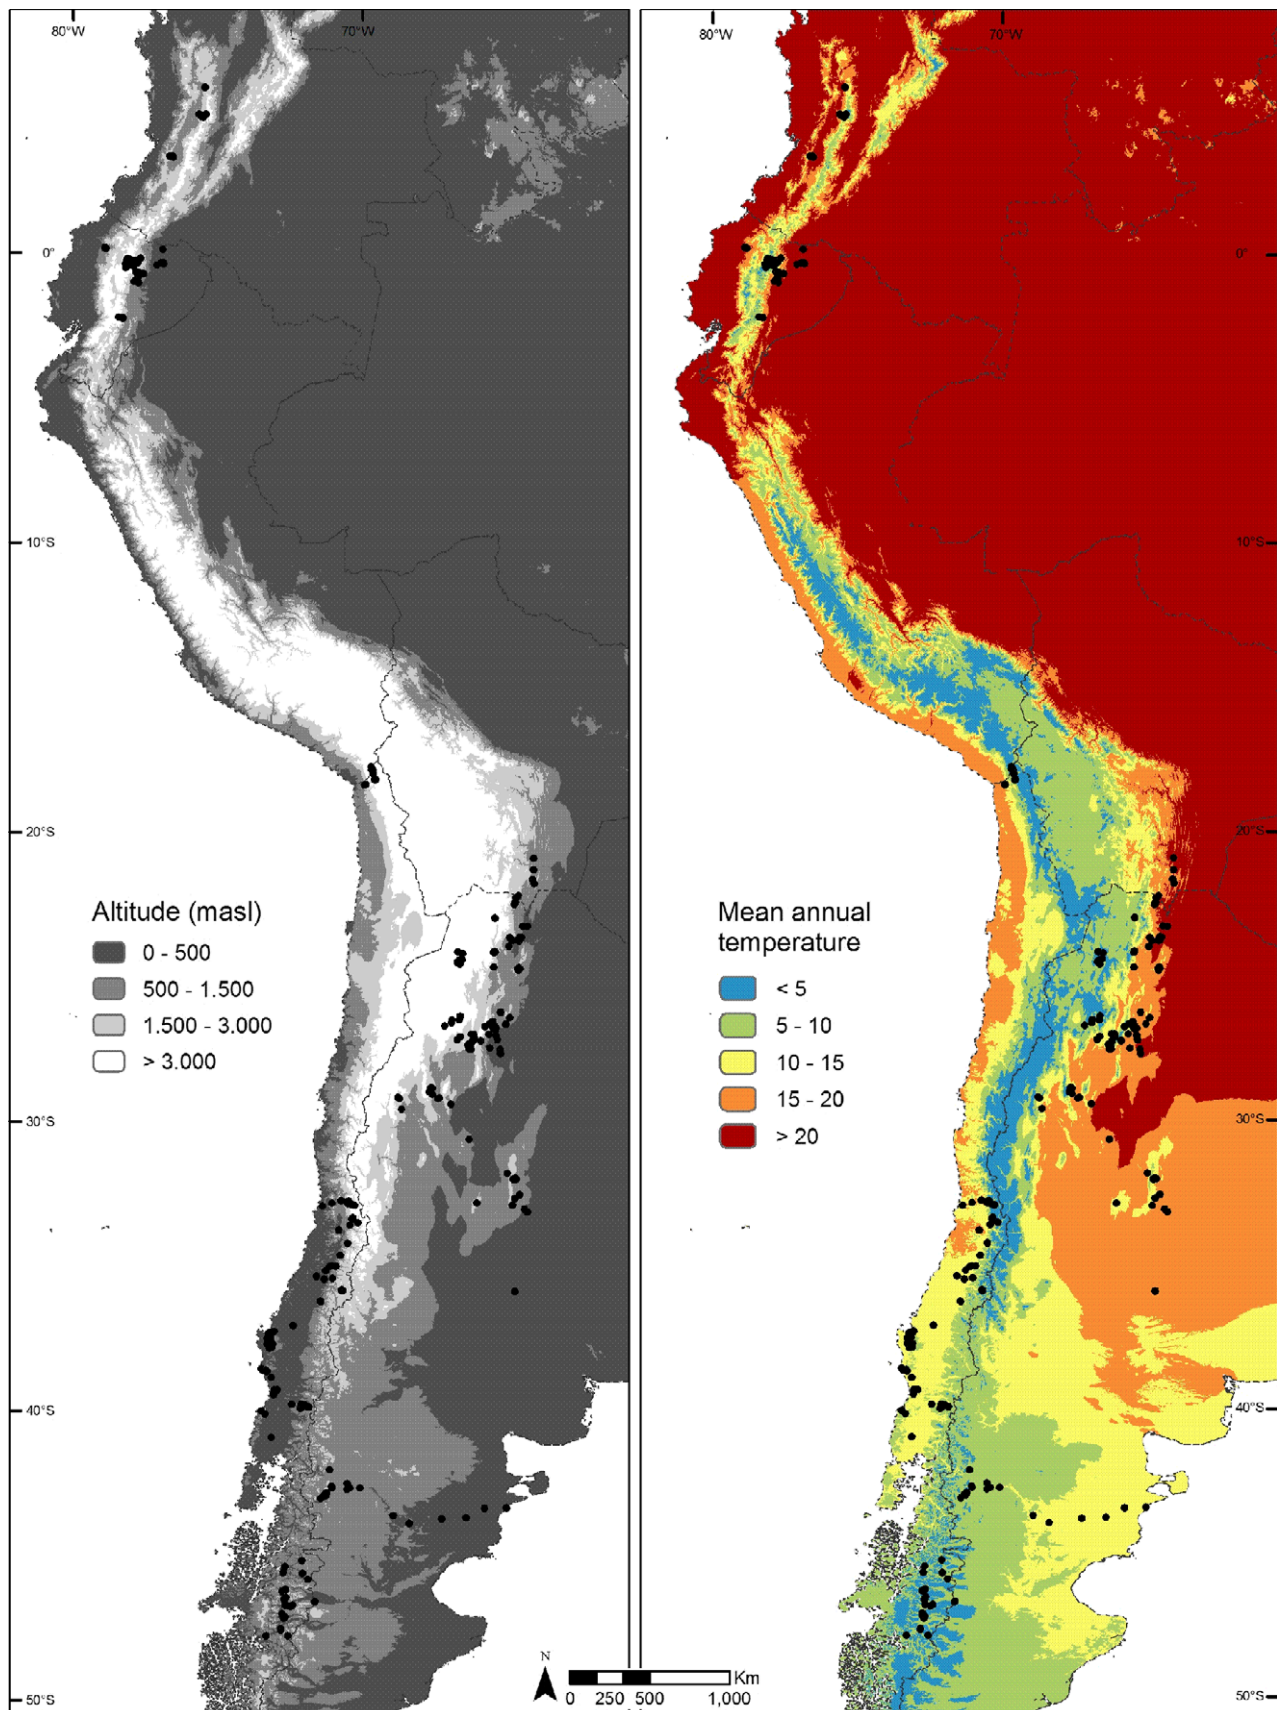 80°W
70°W
80°W
70°W
0°
0°
10°S
10°S
20°S
20°S
Altitude (masl)
0 - 500
500 - 1.500
1.500 - 3.000
> 3.000
Mean annual
temperature
< 5
5 - 10
10 - 15
15 - 20
> 20
30°S
30°S
40°S
40°S
N
Km
0 250 500 1,000
50°S
50°S